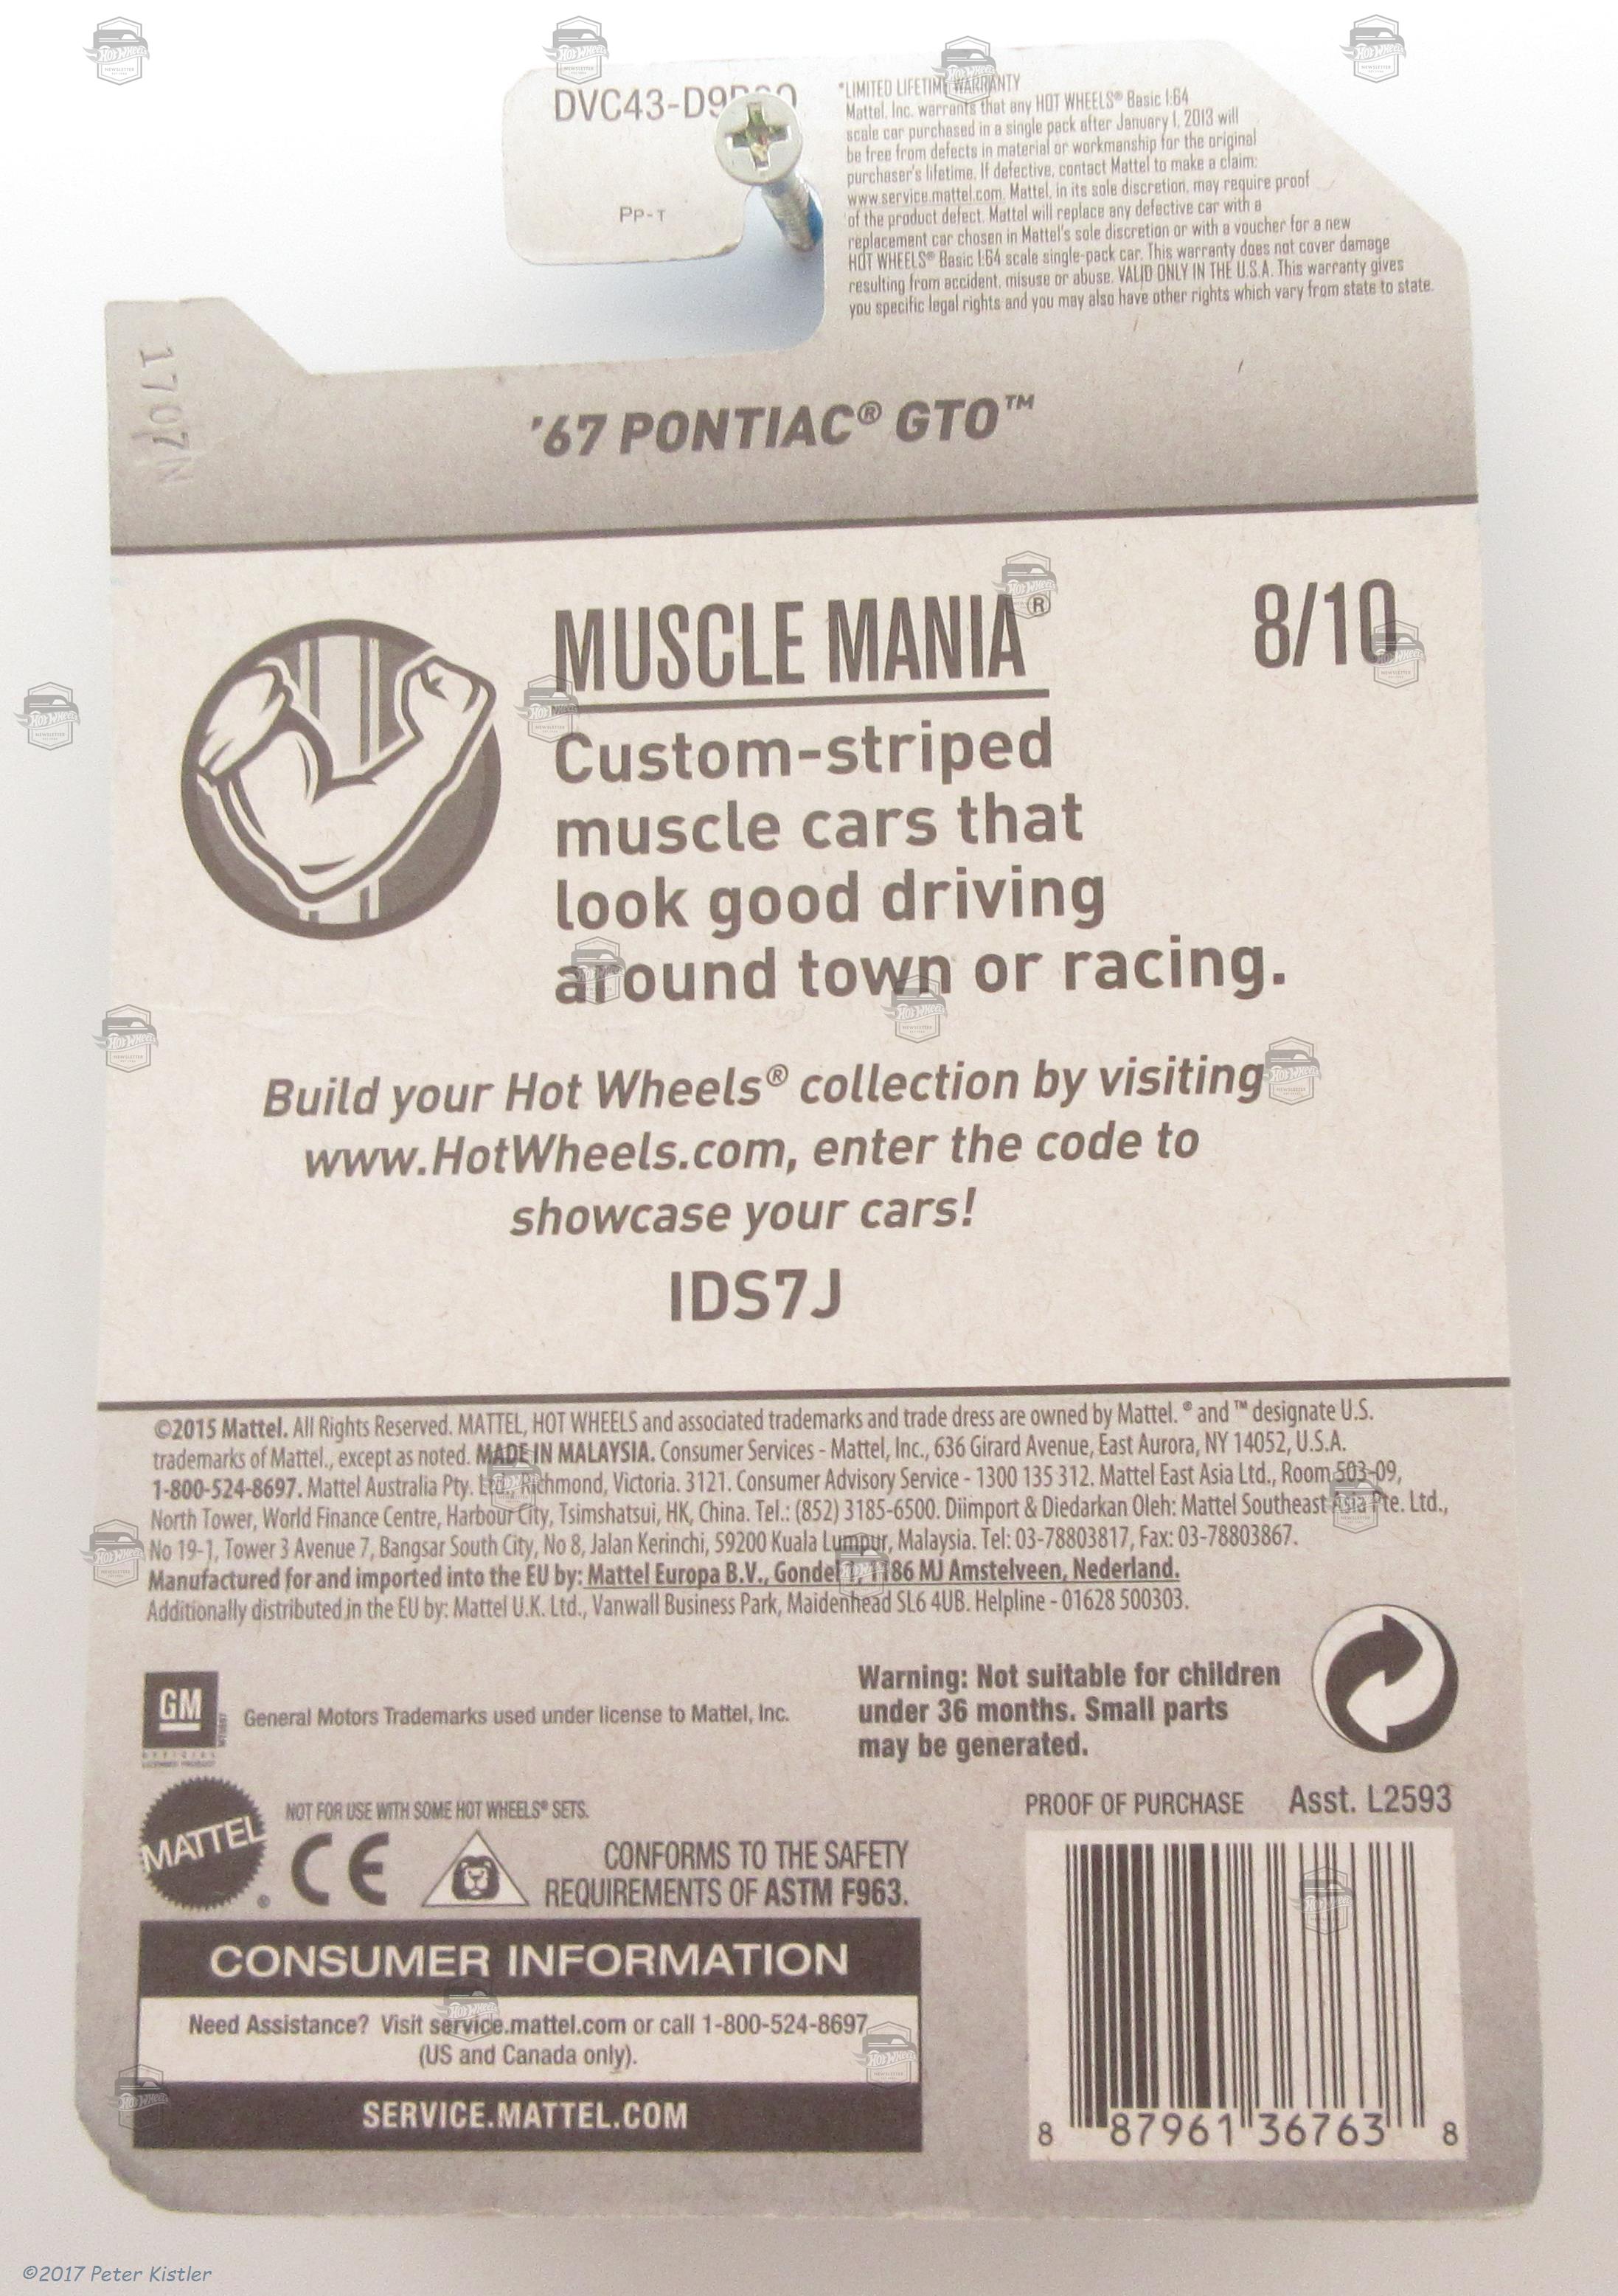 DVC43-
Pp-T
*LIMITED LIFETIME WARRANTY
Mattel, Inc. warrants that any HOT WHEELS® Basic 1:64
scale car purchased in a single pack after January 1, 2013 will
be free from defects in material or workmanship for the original
purchaser's lifetime. If defective, contact Mattel to make a claim:
www.service.mattel.com. Mattel, in its sole discretion, may require proof
of the product defect. Mattel will replace any defective car with a
replacement car chosen in Mattel's sole discretion or with a voucher for a new
HOT WHEELS® Basic 1:64 scale single-pack car. This warranty does not cover damage
resulting from accident, misuse or abuse. VALID ONLY IN THE U.S.A. This warranty gives
you specific legal rights and you may also have other rights which vary from state to state.
1707N
'67 PONTIAC® GTO™
MUSCLE MANIA®
8/10
Custom-striped
muscle cars that
look good driving
around town or racing.
Build your Hot Wheels® collection by visiting
www.HotWheels.com, enter the code to
showcase your cars!
IDS7J
©2015 Mattel. All Rights Reserved. MATTEL, HOT WHEELS and associated trademarks and trade dress are owned by Mattel. ® and ™ designate U.S.
trademarks of Mattel., except as noted. MADE IN MALAYSIA. Consumer Services - Mattel, Inc., 636 Girard Avenue, East Aurora, NY 14052, U.S.A.
1-800-524-8697. Mattel Australia Pty. Ltd., Richmond, Victoria. 3121. Consumer Advisory Service - 1300 135 312. Mattel East Asia Ltd., Room 503-09,
North Tower, World Finance Centre, Harbour City, Tsimshatsui, HK, China. Tel.: (852) 3185-6500. Diimport & Diedarkan Oleh: Mattel Southeast Asia Pte. Ltd.,
No 19-1, Tower 3 Avenue 7, Bangsar South City, No 8, Jalan Kerinchi, 59200 Kuala Lumpur, Malaysia. Tel: 03-78803817, Fax: 03-78803867.
Manufactured for and imported into the EU by: Mattel Europa B.V., Gondel 1, 1186 MJ Amstelveen, Nederland.
Additionally distributed in the EU by: Mattel U.K. Ltd., Vanwall Business Park, Maidenhead SL6 4UB. Helpline - 01628 500303.
GM
OFFICIAL
LICENSED PRODUCT
General Motors Trademarks used under license to Mattel, Inc.
Warning: Not suitable for children
under 36 months. Small parts
may be generated.
MATTEL®
NOT FOR USE WITH SOME HOT WHEELS® SETS.
CE
CONFORMS TO THE SAFETY
REQUIREMENTS OF ASTM F963.
PROOF OF PURCHASE Asst. L2593
CONSUMER INFORMATION
Need Assistance? Visit service.mattel.com or call 1-800-524-8697
(US and Canada only).
SERVICE.MATTEL.COM
8 87961 36763 8
©2017 Peter Kistler